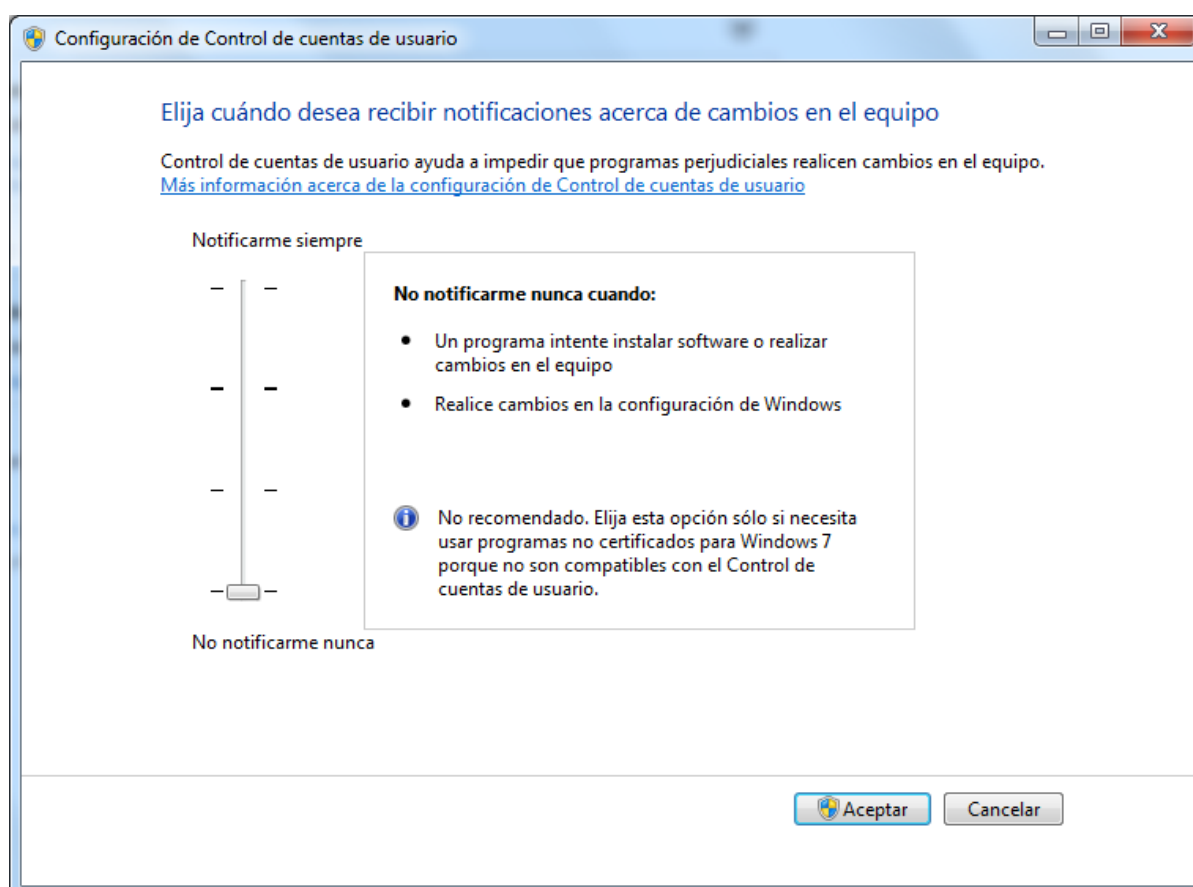 Configuración de Control de cuentas de usuario
Elija cuándo desea recibir notificaciones acerca de cambios en el equipo
Control de cuentas de usuario ayuda a impedir que programas perjudiciales realicen cambios en el equipo.
Más información acerca de la configuración de Control de cuentas de usuario
Notificarme siempre
No notificarme nunca cuando:
Un programa intente instalar software o realizar
cambios en el equipo
Realice cambios en la configuración de Windows
No recomendado. Elija esta opción sólo si necesita
usar programas no certificados para Windows 7
porque no son compatibles con el Control de
cuentas de usuario.
No notificarme nunca
Aceptar
Cancelar